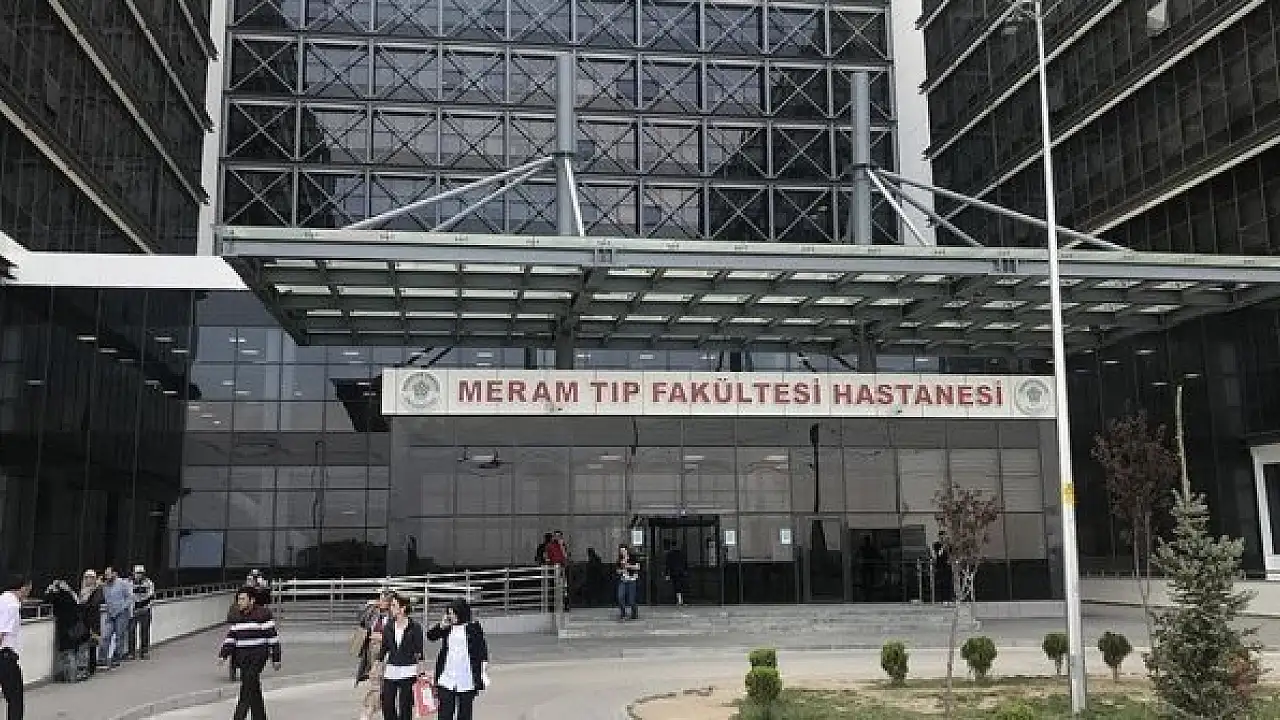 MERAM TIP FAKÜLTESİ HASTANESİ